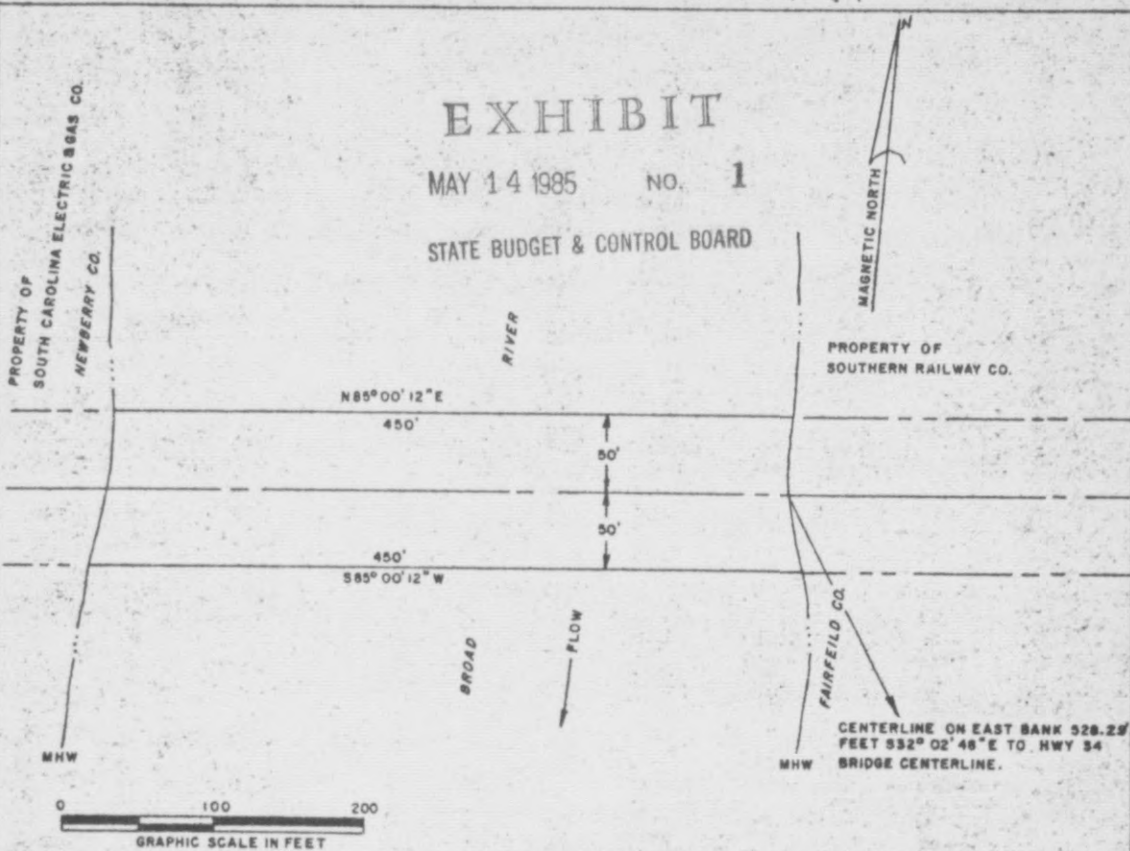 EXHIBIT
MAY 14 1985 NO. 1
STATE BUDGET & CONTROL BOARD
PROPERTY OF
SOUTH CAROLINA ELECTRIC & GAS CO.
NEWBERRY CO.
N
MAGNETIC NORTH
PROPERTY OF
SOUTHERN RAILWAY CO.
RIVER
N85°00'12"E
450'
50'
50'
450'
S85°00'12"W
BROAD
FLOW
FAIRFEILD CO.
CENTERLINE ON EAST BANK 528.29'
FEET S32°02'48"E TO HWY 34
BRIDGE CENTERLINE.
MHW
MHW
0 100 200
GRAPHIC SCALE IN FEET